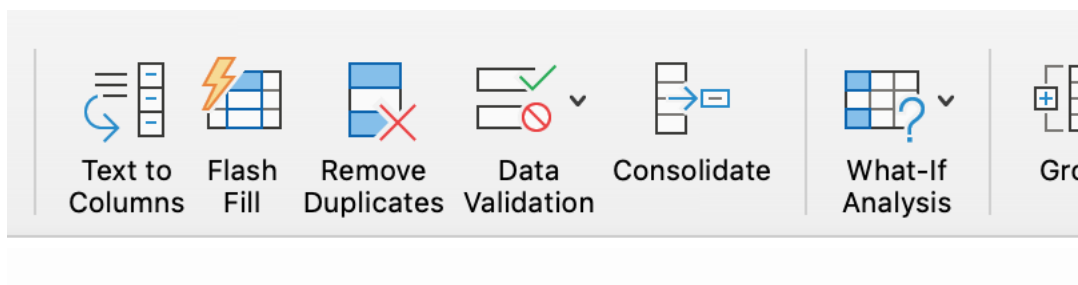 Text to Columns
Flash Fill
Remove Duplicates
Data Validation
Consolidate
What-If Analysis